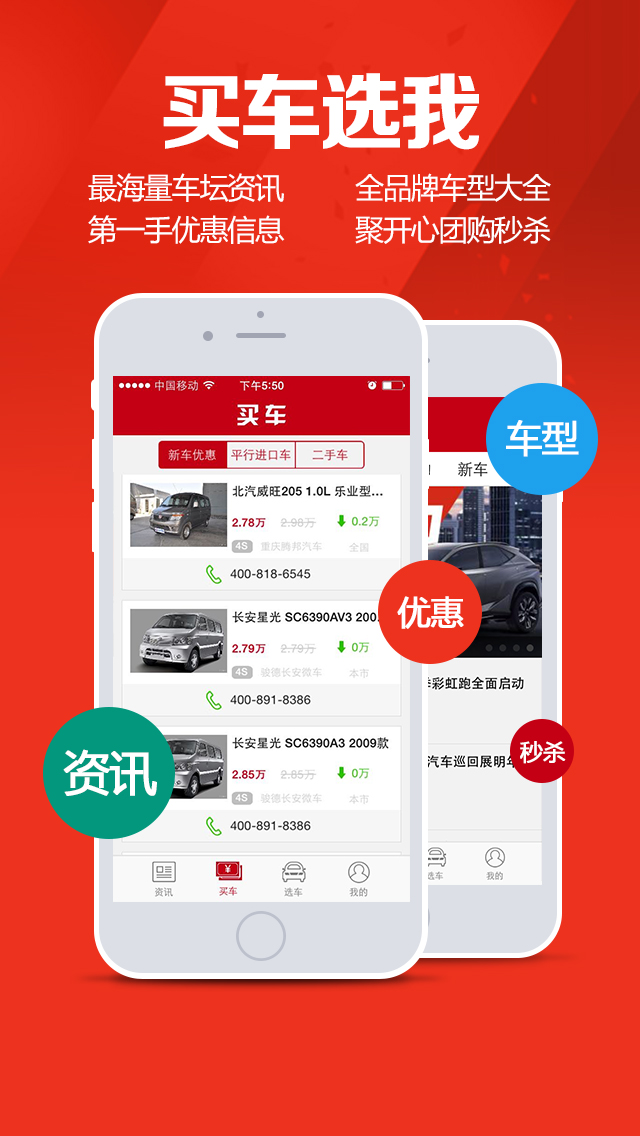 买车选我
最海量车坛资讯 全品牌车型大全
第一手优惠信息 聚开心团购秒杀
中国移动 下午5:50
买车
新车优惠 平行进口车 二手车
北汽威旺205 1.0L 乐业型...
2.78万 2.98万 0.2万
4S 重庆腾邦汽车 全国
400-818-6545
长安星光 SC6390AV3 200
2.79万 2.79万 0万
4S 骏德长安微车 本市
400-891-8386
长安星光 SC6390A3 2009款
2.85万 2.85万 0万
4S 骏德长安微车 本市
400-891-8386
资讯 买车 选车 我的
车型
新车
优惠
彩虹跑全面启动
秒杀
汽车巡回展明
选车 我的
资讯